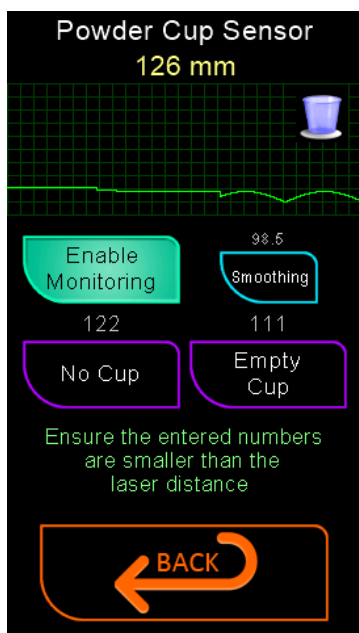 Powder Cup Sensor
126 mm
98.5
Enable
Monitoring
Smoothing
122
111
No Cup
Empty
Cup
Ensure the entered numbers
are smaller than the
laser distance
BACK